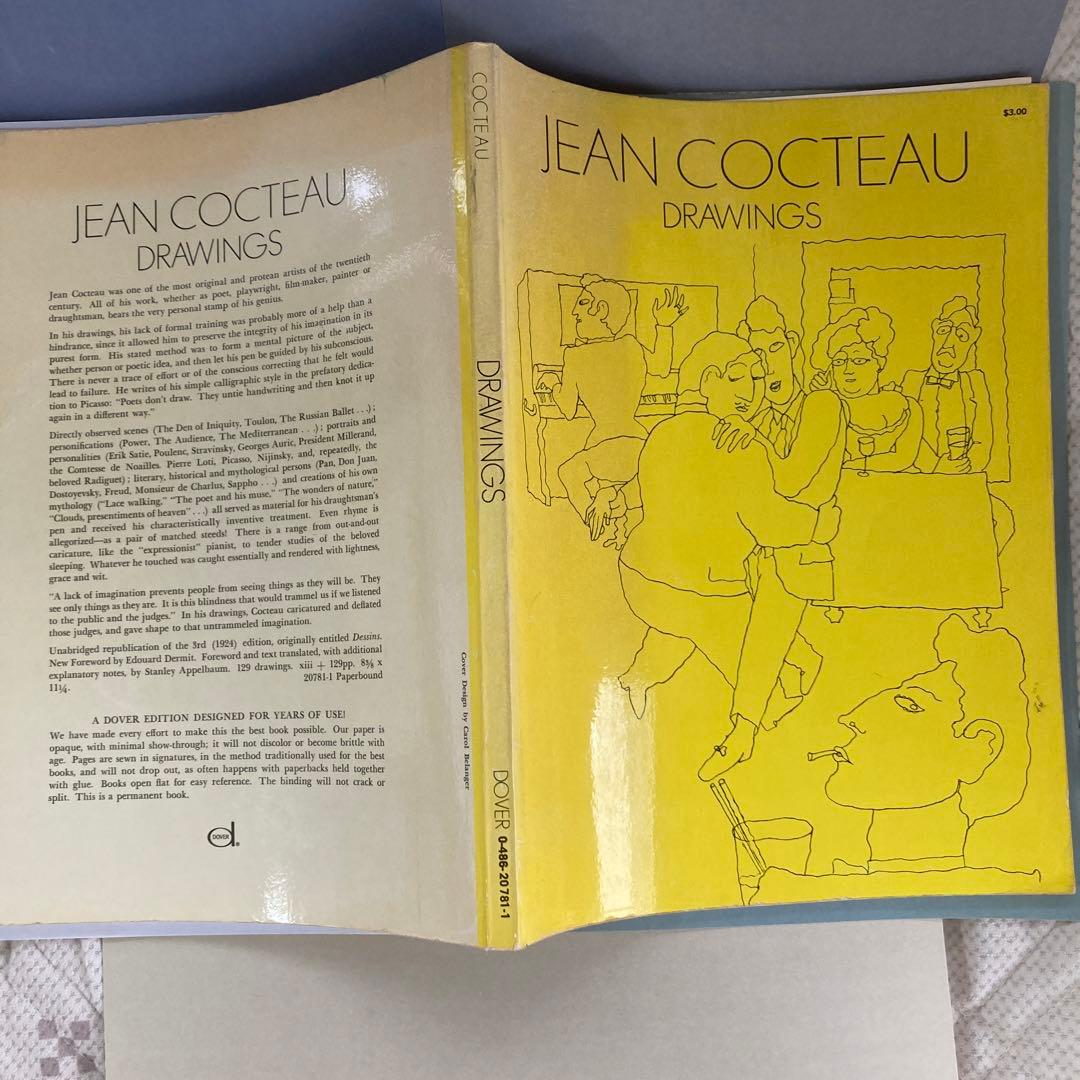 JEAN COCTEAU
DRAWINGS
Jean Cocteau was one of the most original and protean artists of the twentieth
century. All of his work, whether as poet, playwright, film-maker, painter or
draughtsman, bears the very personal stamp of his genius.
In his drawings, his lack of formal training was probably more of a help than a
hindrance, since it allowed him to preserve the integrity of his imagination in its
purest form. His stated method was to form a mental picture of the subject,
whether person or poetic idea, and then let his pen be guided by his subconscious.
There is never a trace of effort or of the conscious correcting that he felt would
lead to failure. He writes of his simple calligraphic style in the prefatory dedica-
tion to Picasso: “Poets don’t draw. They untie handwriting and then knot it up
again in a different way.”
Directly observed scenes (The Den of Iniquity, Toulon, The Russian Ballet . . .);
personifications (Power, The Audience, The Mediterranean . . .); portraits and
personalities (Erik Satie, Poulenc, Stravinsky, Georges Auric, President Millerand,
the Comtesse de Noailles. Pierre Loti, Picasso, Nijinsky, and, repeatedly, the
beloved Radiguet); literary, historical and mythological persons (Pan, Don Juan,
Dostoyevsky, Freud, Monsieur de Charlus, Sappho . . .) and creations of his own
mythology (“Lace walking,” “The poet and his muse,” “The wonders of nature,”
“Clouds, presentiments of heaven” . . .) all served as material for his draughtsman’s
pen and received his characteristically inventive treatment. Even rhyme is
allegorized—as a pair of matched steeds! There is a range from out-and-out
caricature, like the “expressionist” pianist, to tender studies of the beloved
sleeping. Whatever he touched was caught essentially and rendered with lightness,
grace and wit.
“A lack of imagination prevents people from seeing things as they will be. They
see only things as they are. It is this blindness that would trammel us if we listened
to the public and the judges.” In his drawings, Cocteau caricatured and deflated
those judges, and gave shape to that untrammeled imagination.
Unabridged republication of the 3rd (1924) edition, originally entitled Dessins.
New Foreword by Edouard Dermit. Foreword and text translated, with additional
explanatory notes, by Stanley Appelbaum. 129 drawings. xiii + 129pp. 8⅜ x
11¼. 20781-1 Paperbound
A DOVER EDITION DESIGNED FOR YEARS OF USE!
We have made every effort to make this the best book possible. Our paper is
opaque, with minimal show-through; it will not discolor or become brittle with
age. Pages are sewn in signatures, in the method traditionally used for the best
books, and will not drop out, as often happens with paperbacks held together
with glue. Books open flat for easy reference. The binding will not crack or
split. This is a permanent book.
DOVER
Cover Design by Carol Belanger
COCTEAU
DRAWINGS
DOVER 0-486-20781-1
$3.00
JEAN COCTEAU
DRAWINGS